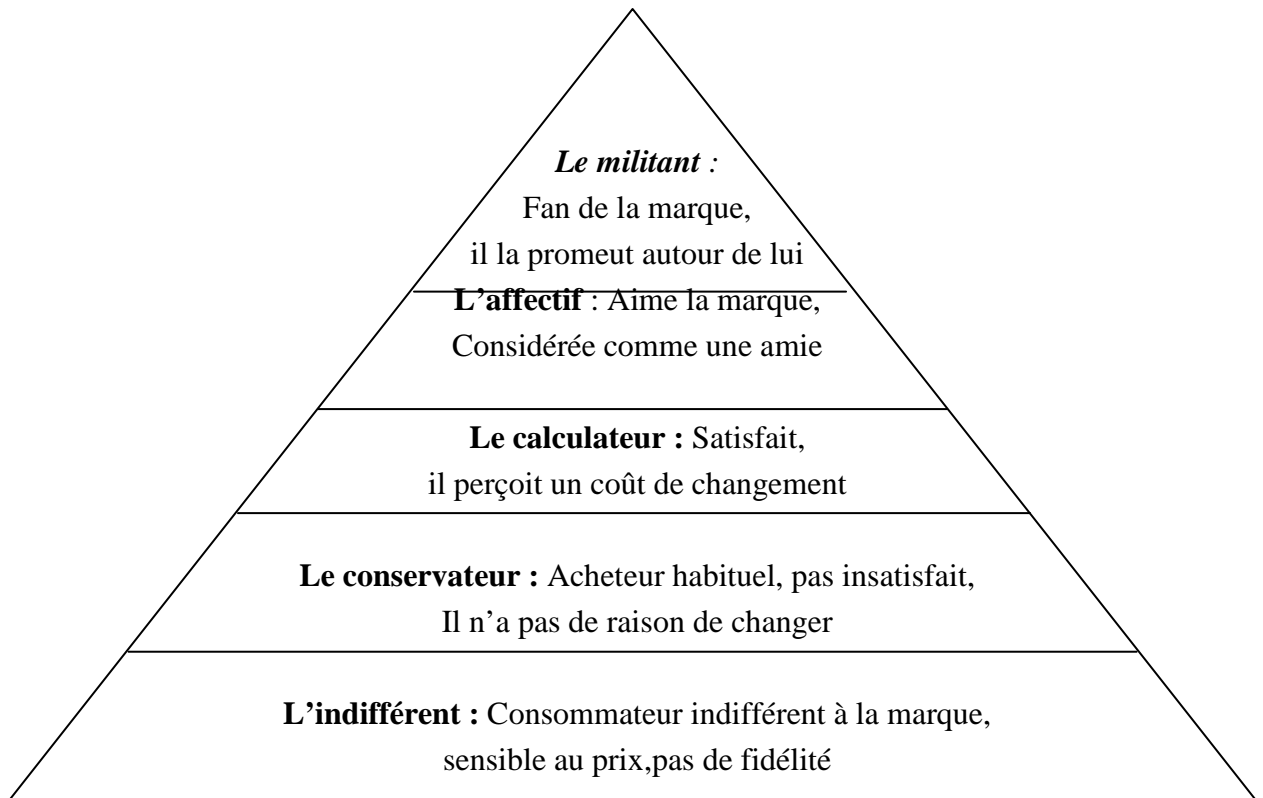 Le militant :
Fan de la marque,
il la promeut autour de lui
L’affectif : Aime la marque,
Considérée comme une amie
Le calculateur : Satisfait,
il perçoit un coût de changement
Le conservateur : Acheteur habituel, pas insatisfait,
Il n’a pas de raison de changer
L’indifférent : Consommateur indifférent à la marque,
sensible au prix,pas de fidélité